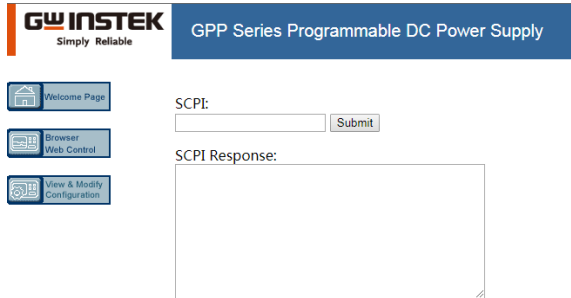 GWINSTEK
Simply Reliable
GPP Series Programmable DC Power Supply
Welcome Page
Browser
Web Control
View & Modify
Configuration
SCPI:
Submit
SCPI Response: